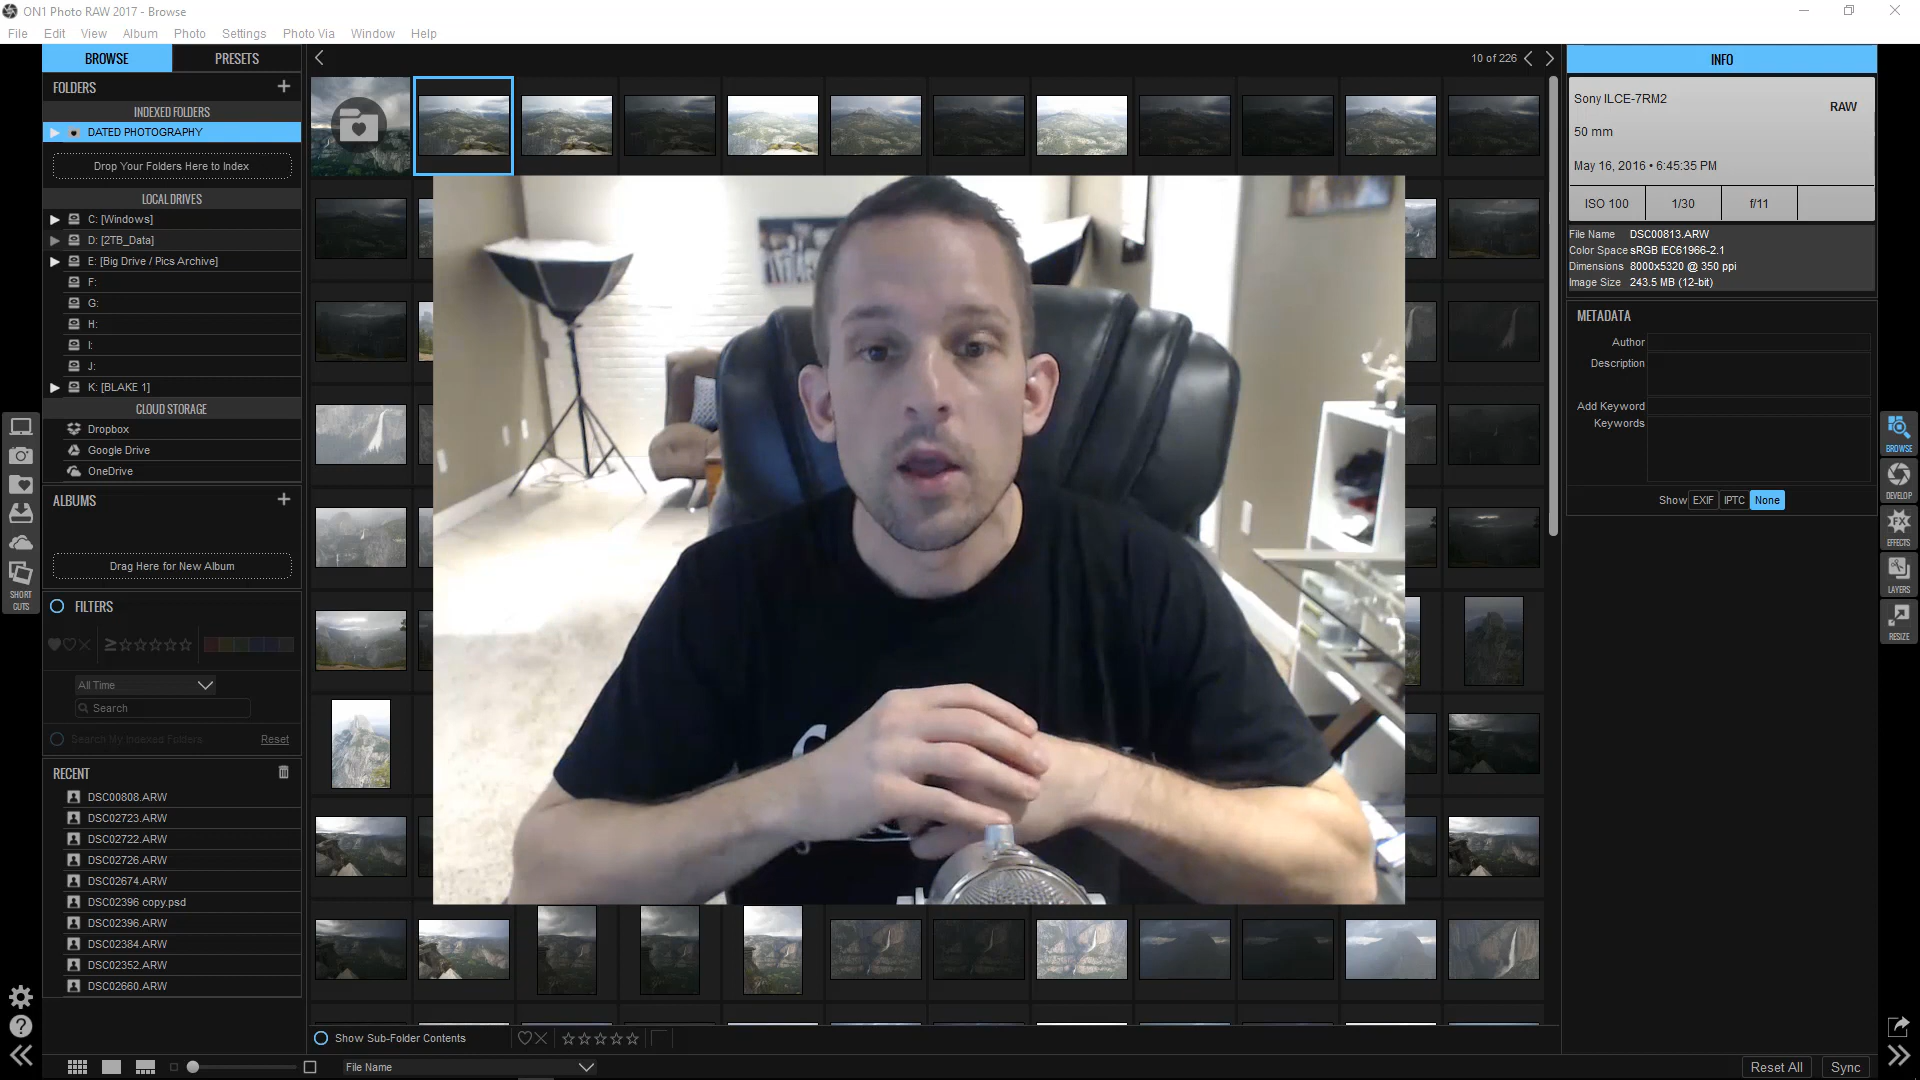 ON1 Photo RAW 2017 - Browse
File Edit View Album Photo Settings Photo Via Window Help
BROWSE PRESETS
10 of 226
INFO
FOLDERS
INDEXED FOLDERS
DATED PHOTOGRAPHY
Drop Your Folders Here to Index
LOCAL DRIVES
C: [Windows]
D: [2TB_Data]
E: [Big Drive / Pics Archive]
F:
G:
H:
I:
J:
K: [BLAKE 1]
CLOUD STORAGE
Dropbox
Google Drive
OneDrive
ALBUMS
Drag Here for New Album
SHORT
CUTS
FILTERS
All Time
Search
Search My Indexed Folders Reset
RECENT
DSC00808.ARW
DSC02723.ARW
DSC02722.ARW
DSC02726.ARW
DSC02674.ARW
DSC02396 copy.psd
DSC02396.ARW
DSC02384.ARW
DSC02352.ARW
DSC02660.ARW
Show Sub-Folder Contents
File Name
Sony ILCE-7RM2
RAW
50 mm
May 16, 2016 • 6:45:35 PM
ISO 100 1/30 f/11
File Name DSC00813.ARW
Color Space sRGB IEC61966-2.1
Dimensions 8000x5320 @ 350 ppi
Image Size 243.5 MB (12-bit)
METADATA
Author
Description
Add Keyword
Keywords
Show EXIF IPTC None
BROWSE
DEVELOP
FX
EFFECTS
LAYERS
RESIZE
Reset All Sync